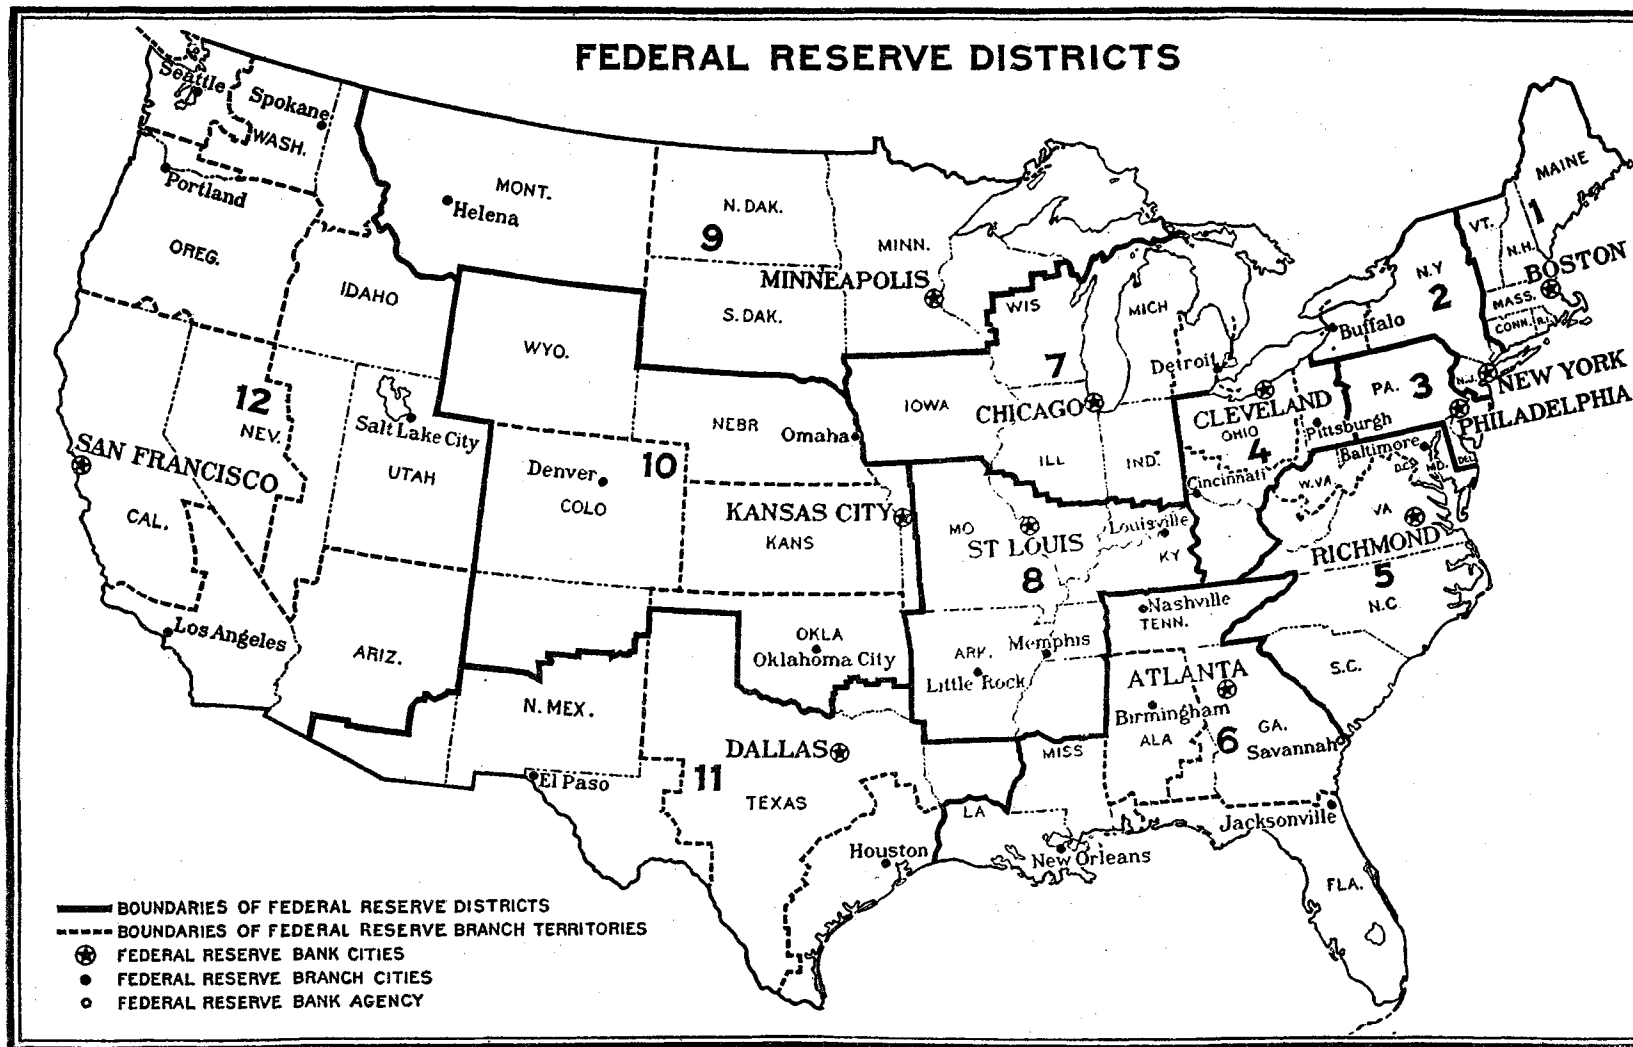 FEDERAL RESERVE DISTRICTS
Seattle
Spokane
WASH.
Portland
OREG.
IDAHO
MONT.
Helena
N. DAK.
9
S. DAK.
MINN.
MINNEAPOLIS
WIS
MICH
7
Detroit
CHICAGO
IOWA
ILL
IND.
MAINE
VT.
N.H.
1
BOSTON
MASS.
CONN.
R.I.
N.Y
2
Buffalo
NEW YORK
N.J.
PA.
3
PHILADELPHIA
CLEVELAND
OHIO
4
Pittsburgh
Cincinnati
Baltimore
D.C.
MD.
DEL
W.VA
VA
RICHMOND
5
N.C.
S.C.
WYO.
NEBR
Omaha
10
Denver
COLO
KANSAS CITY
KANS
OKLA
Oklahoma City
12
NEV.
Salt Lake City
UTAH
SAN FRANCISCO
CAL.
Los Angeles
ARIZ.
N. MEX.
El Paso
DALLAS
11
TEXAS
Houston
MO
ST LOUIS
8
Louisville
KY
ARK.
Memphis
Little Rock
Nashville
TENN.
ATLANTA
Birmingham
ALA
6
GA.
Savannah
MISS
LA
New Orleans
Jacksonville
FLA.
BOUNDARIES OF FEDERAL RESERVE DISTRICTS
BOUNDARIES OF FEDERAL RESERVE BRANCH TERRITORIES
FEDERAL RESERVE BANK CITIES
FEDERAL RESERVE BRANCH CITIES
FEDERAL RESERVE BANK AGENCY